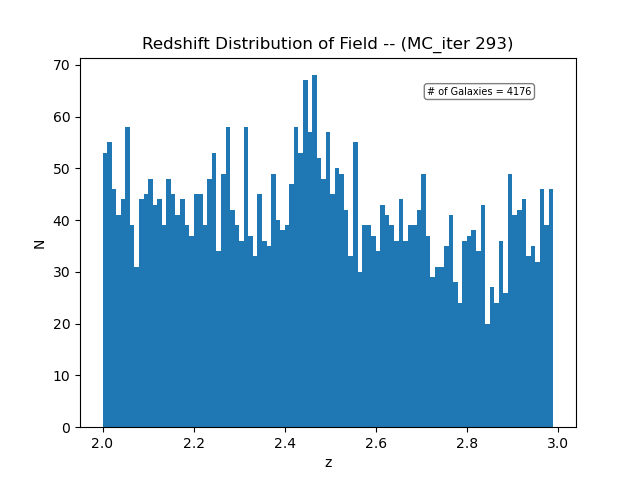 Redshift Distribution of Field -- (MC_iter 293)
# of Galaxies = 4176
70
60
50
40
30
20
10
0
N
2.0 2.2 2.4 2.6 2.8 3.0
z